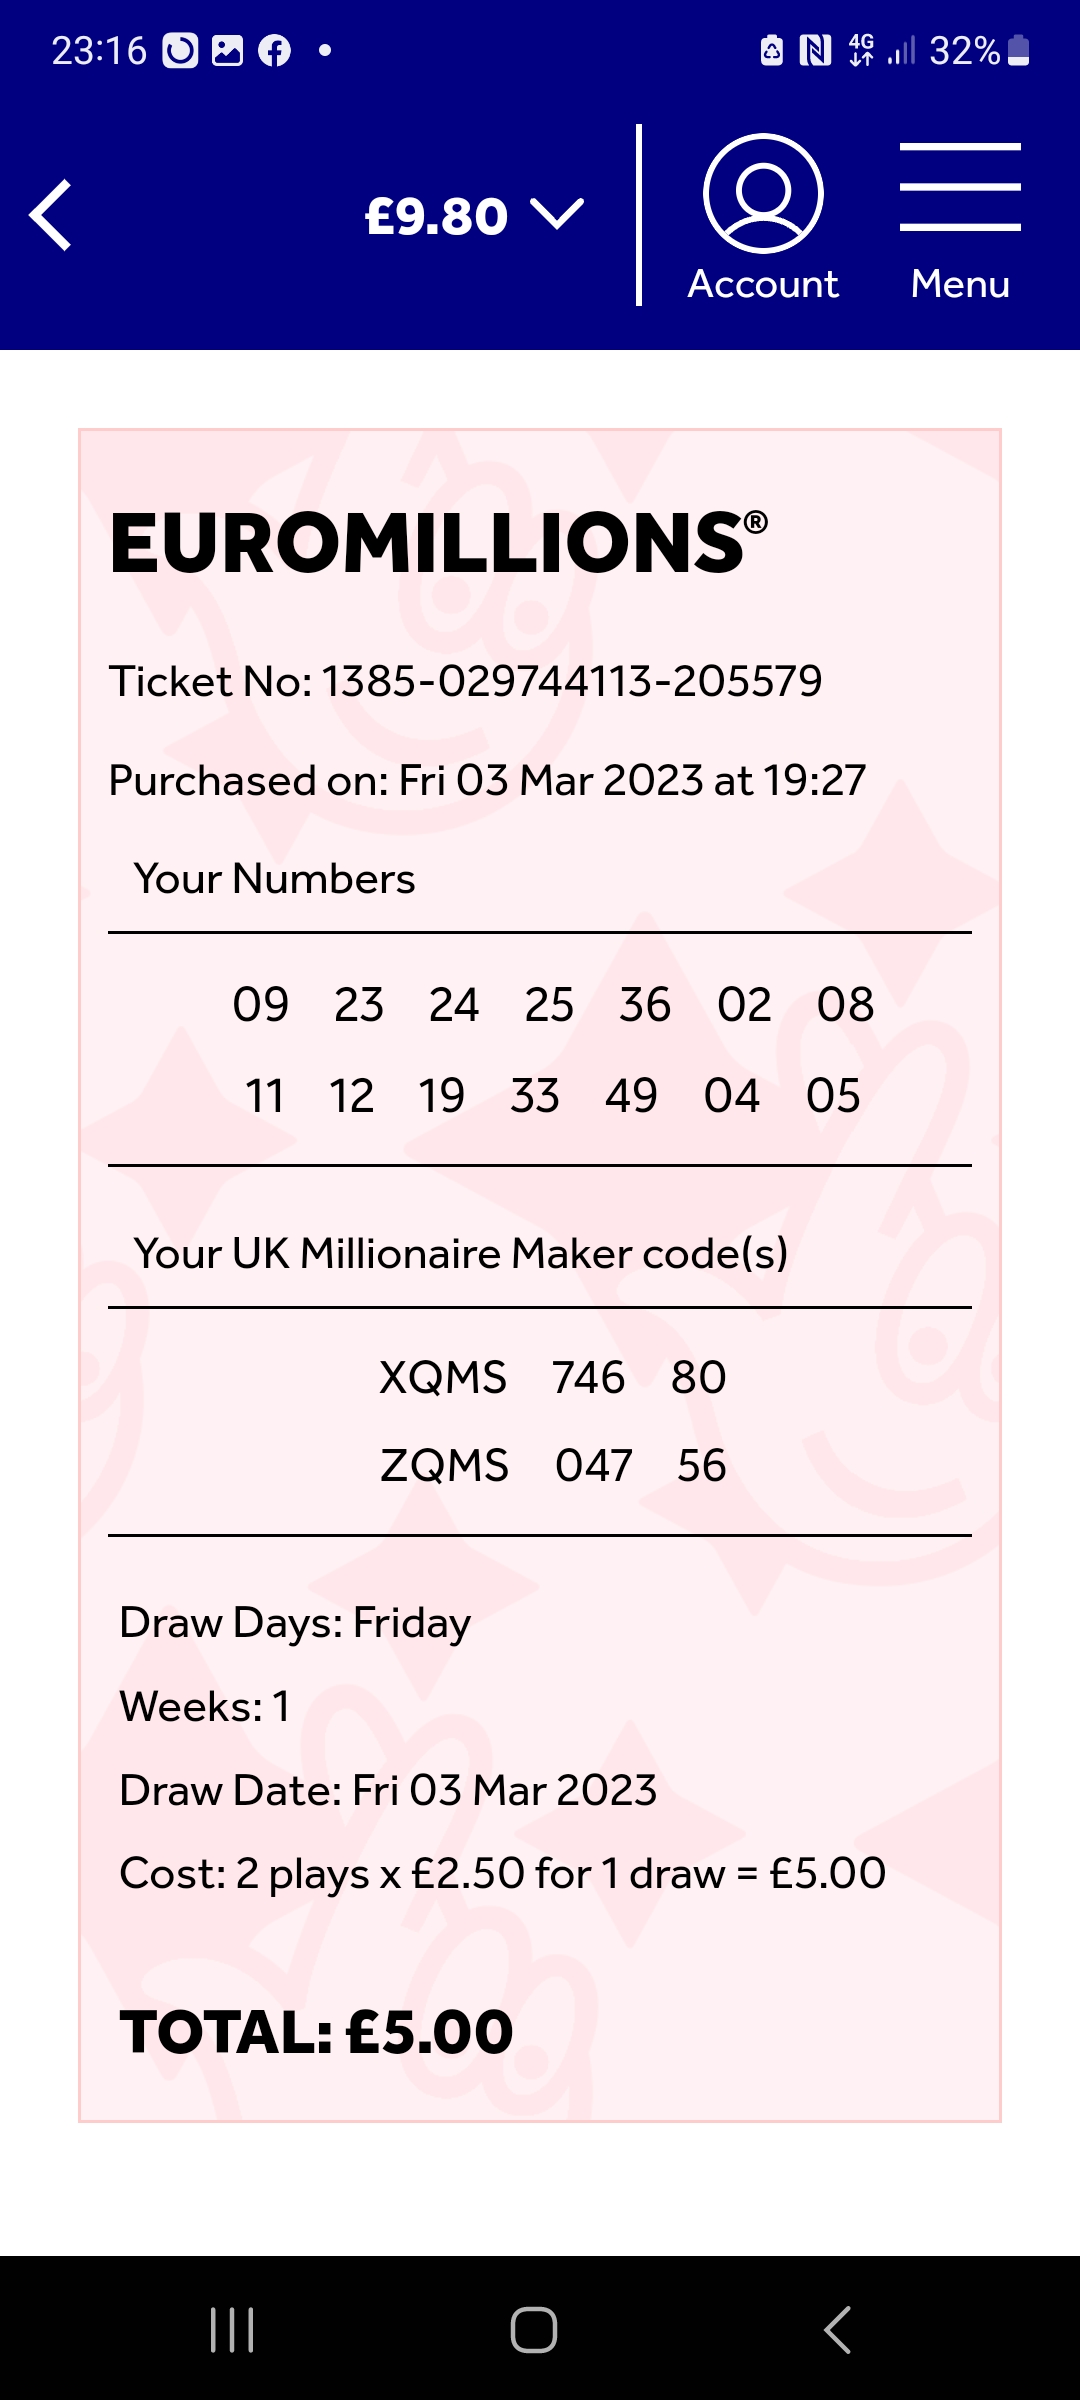 23:16 4G 32%
£9.80
Account Menu
EUROMILLIONS®
Ticket No: 1385-029744113-205579
Purchased on: Fri 03 Mar 2023 at 19:27
Your Numbers
09 23 24 25 36 02 08
11 12 19 33 49 04 05
Your UK Millionaire Maker code(s)
XQMS 746 80
ZQMS 047 56
Draw Days: Friday
Weeks: 1
Draw Date: Fri 03 Mar 2023
Cost: 2 plays x £2.50 for 1 draw = £5.00
TOTAL: £5.00